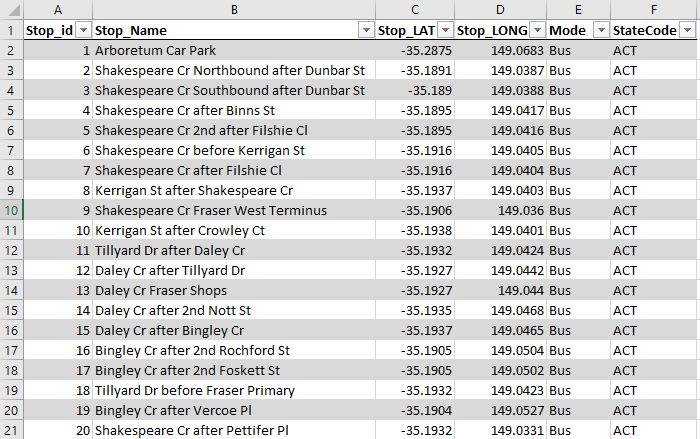 A B C D E F
1 Stop_id Stop_Name Stop_LAT Stop_LONG Mode StateCode
2 1 Arboretum Car Park -35.2875 149.0683 Bus ACT
3 2 Shakespeare Cr Northbound after Dunbar St -35.1891 149.0387 Bus ACT
4 3 Shakespeare Cr Southbound after Dunbar St -35.189 149.0388 Bus ACT
5 4 Shakespeare Cr after Binns St -35.1895 149.0417 Bus ACT
6 5 Shakespeare Cr 2nd after Filshie Cl -35.1895 149.0416 Bus ACT
7 6 Shakespeare Cr before Kerrigan St -35.1916 149.0405 Bus ACT
8 7 Shakespeare Cr after Filshie Cl -35.1916 149.0404 Bus ACT
9 8 Kerrigan St after Shakespeare Cr -35.1937 149.0403 Bus ACT
10 9 Shakespeare Cr Fraser West Terminus -35.1906 149.036 Bus ACT
11 10 Kerrigan St after Crowley Ct -35.1938 149.0401 Bus ACT
12 11 Tillyard Dr after Daley Cr -35.1932 149.0424 Bus ACT
13 12 Daley Cr after Tillyard Dr -35.1927 149.0442 Bus ACT
14 13 Daley Cr Fraser Shops -35.1927 149.044 Bus ACT
15 14 Daley Cr after 2nd Nott St -35.1935 149.0468 Bus ACT
16 15 Daley Cr after Bingley Cr -35.1937 149.0465 Bus ACT
17 16 Bingley Cr after 2nd Rochford St -35.1905 149.0504 Bus ACT
18 17 Bingley Cr after 2nd Foskett St -35.1905 149.0502 Bus ACT
19 18 Tillyard Dr before Fraser Primary -35.1932 149.0423 Bus ACT
20 19 Bingley Cr after Vercoe Pl -35.1904 149.0527 Bus ACT
21 20 Shakespeare Cr after Pettifer Pl -35.1932 149.0331 Bus ACT